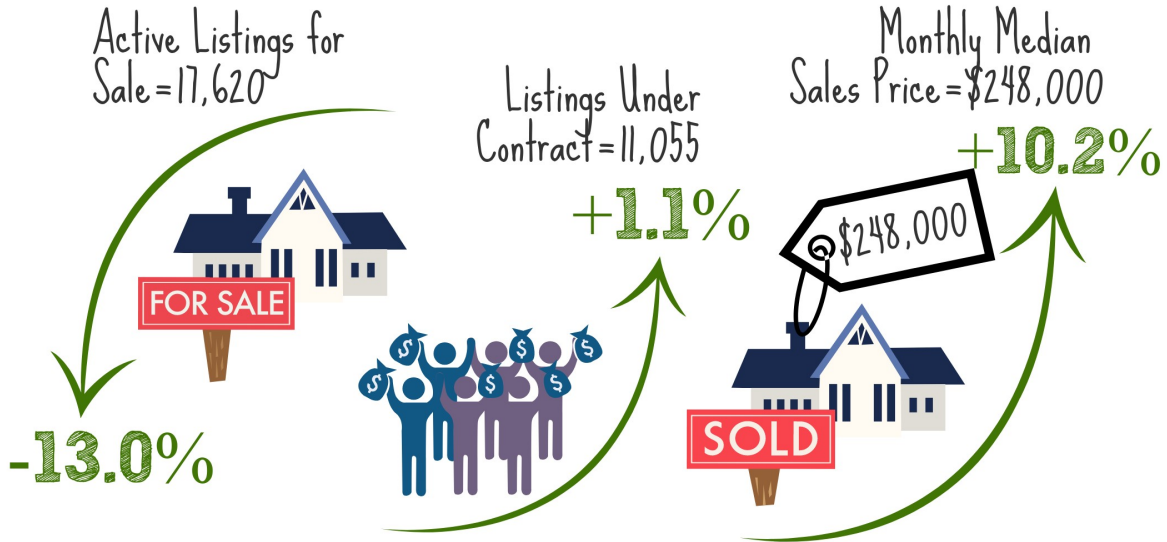 Active Listings for
Sale=17,620
-13.0%
FOR SALE
Listings Under
Contract=11,055
+1.1%
$
$
$
$
$
$
Monthly Median
Sales Price=$248,000
+10.2%
$248,000
SOLD